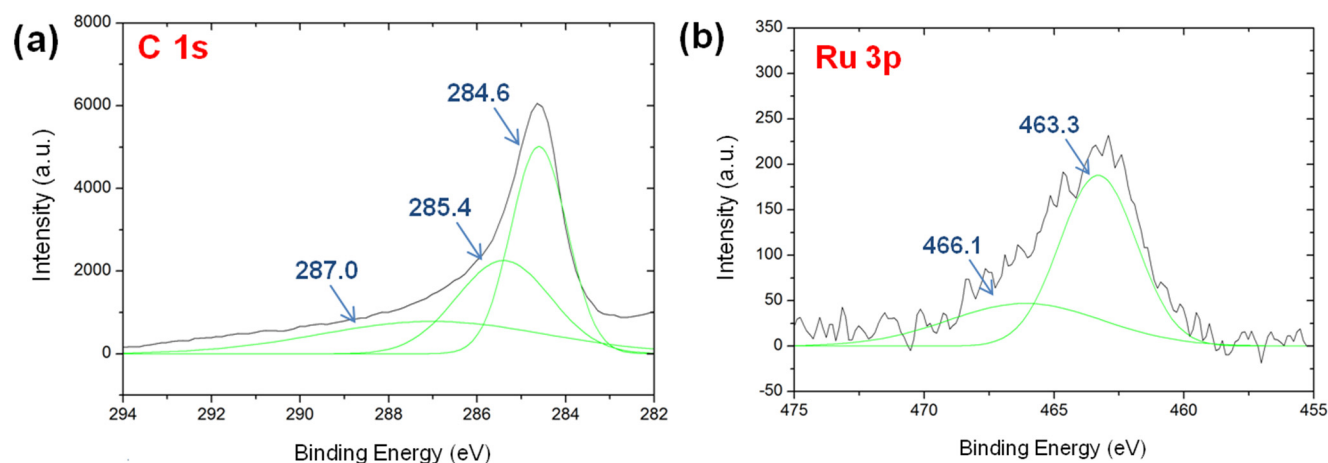 (a)
C 1s
8000
6000
4000
2000
0
284.6
285.4
287.0
Intensity (a.u.)
294 292 290 288 286 284 282
Binding Energy (eV)
(b)
Ru 3p
350
300
250
200
150
100
50
0
-50
463.3
466.1
Intensity (a.u.)
475 470 465 460 455
Binding Energy (eV)